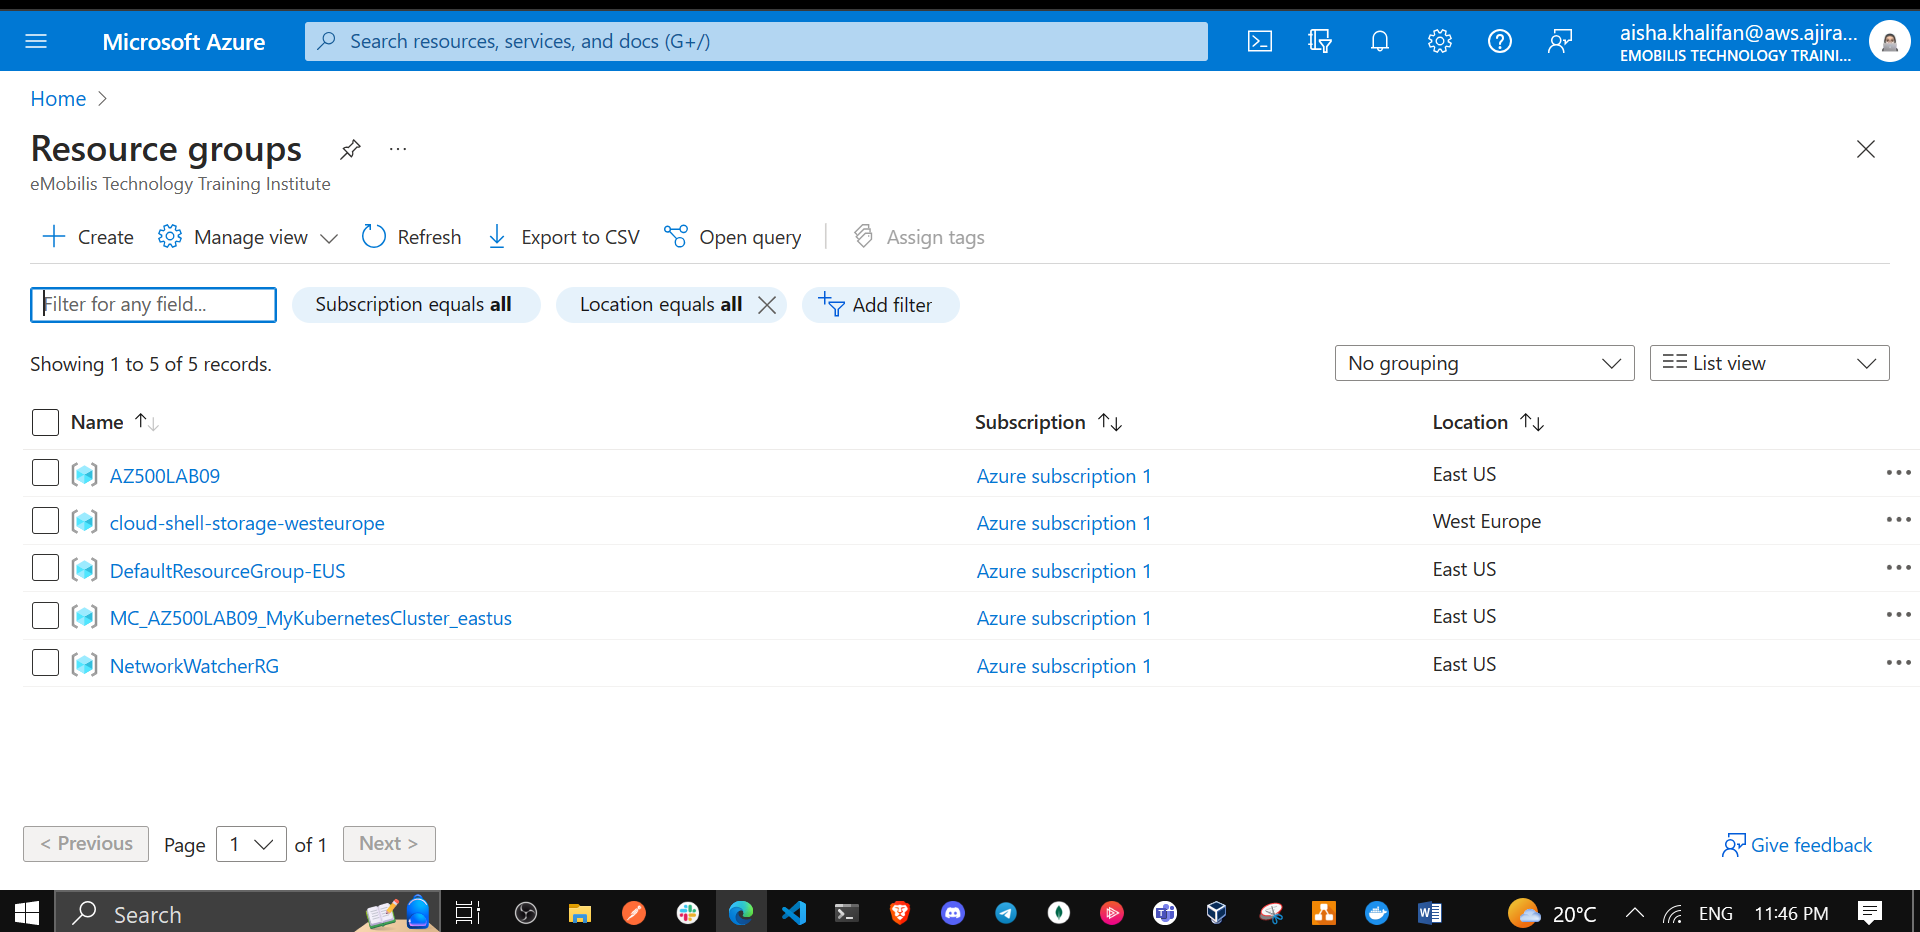 Microsoft Azure
Search resources, services, and docs (G+/)
aisha.khalifan@aws.ajira...
EMOBILIS TECHNOLOGY TRAINI...
Home
Resource groups
eMobilis Technology Training Institute
Create
Manage view
Refresh
Export to CSV
Open query
Assign tags
Filter for any field...
Subscription equals all
Location equals all
Add filter
Showing 1 to 5 of 5 records.
No grouping
List view
Name
Subscription
Location
AZ500LAB09
Azure subscription 1
East US
cloud-shell-storage-westeurope
Azure subscription 1
West Europe
DefaultResourceGroup-EUS
Azure subscription 1
East US
MC_AZ500LAB09_MyKubernetesCluster_eastus
Azure subscription 1
East US
NetworkWatcherRG
Azure subscription 1
East US
< Previous
Page
1
of 1
Next >
Give feedback
Search
20°C
ENG
11:46 PM